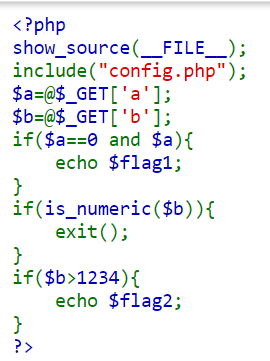 <?php
show_source(__FILE__);
include("config.php");
$a=@$_GET['a'];
$b=@$_GET['b'];
if($a==0 and $a){
    echo $flag1;
}
if(is_numeric($b)){
    exit();
}
if($b>1234){
    echo $flag2;
}
?>